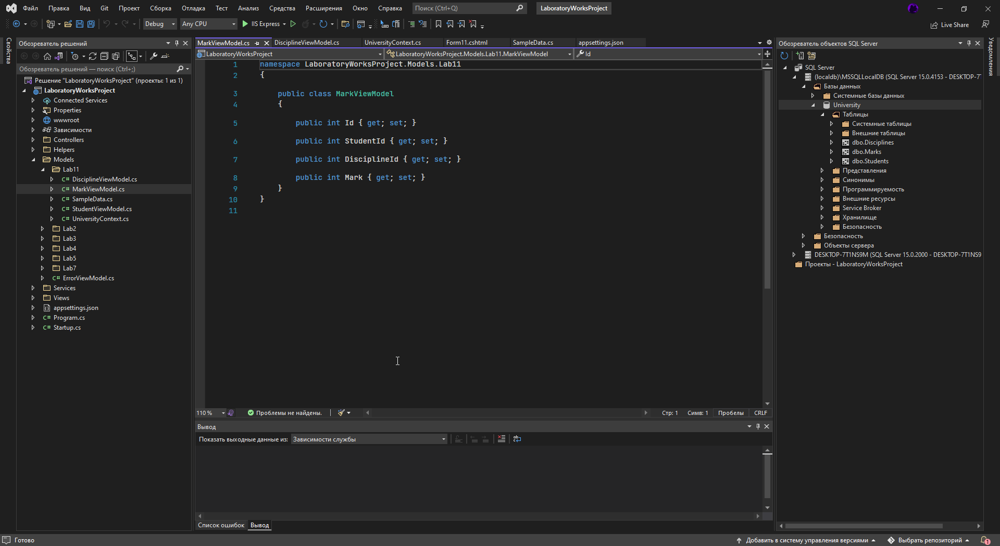 Файл Правка Вид Git Проект Сборка Отладка Тест Анализ Средства Расширения Окно Справка Поиск (Ctrl+Q) LaboratoryWorksProject
Debug Any CPU IIS Express Live Share
Свойства
Обозреватель решений
Обозреватель решений — поиск (Ctrl+;)
Решение "LaboratoryWorksProject" (проекты: 1 из 1)
LaboratoryWorksProject
Connected Services
Properties
wwwroot
Зависимости
Controllers
Helpers
Models
Lab11
C# DisciplineViewModel.cs
C# MarkViewModel.cs
C# SampleData.cs
C# StudentViewModel.cs
C# UniversityContext.cs
Lab2
Lab3
Lab4
Lab5
Lab7
C# ErrorViewModel.cs
Services
Views
appsettings.json
C# Program.cs
C# Startup.cs
MarkViewModel.cs DisciplineViewModel.cs UniversityContext.cs Form11.cshtml SampleData.cs appsettings.json
LaboratoryWorksProject LaboratoryWorksProject.Models.Lab11.MarkViewModel Id
1 namespace LaboratoryWorksProject.Models.Lab11
2 {
3 public class MarkViewModel
4 {
5 public int Id { get; set; }
6 public int StudentId { get; set; }
7 public int DisciplineId { get; set; }
8 public int Mark { get; set; }
9 }
10 }
11
110 % Проблемы не найдены. Стр: 1 Симв: 1 Пробелы CRLF
Вывод
Показать выходные данные из: Зависимости службы
Список ошибок Вывод
Обозреватель объектов SQL Server
SQL Server
(localdb)\MSSQLLocalDB (SQL Server 15.0.4153 - DESKTOP-7
Базы данных
Системные базы данных
University
Таблицы
Системные таблицы
Внешние таблицы
dbo.Disciplines
dbo.Marks
dbo.Students
Представления
Синонимы
Программируемость
Внешние ресурсы
Service Broker
Хранилище
Безопасность
Безопасность
Объекты сервера
DESKTOP-7T1NS9M (SQL Server 15.0.2000 - DESKTOP-7T1NS9
Проекты - LaboratoryWorksProject
Уведомления
Готово Добавить в систему управления версиями Выбрать репозиторий 1